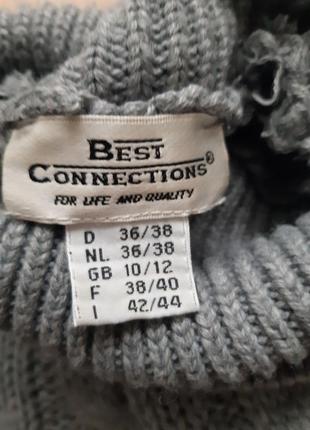 BEST
CONNECTIONS®
FOR LIFE AND QUALITY
D 36/38
NL. 36/38
GB 10/12
F 38/40
I 42/44